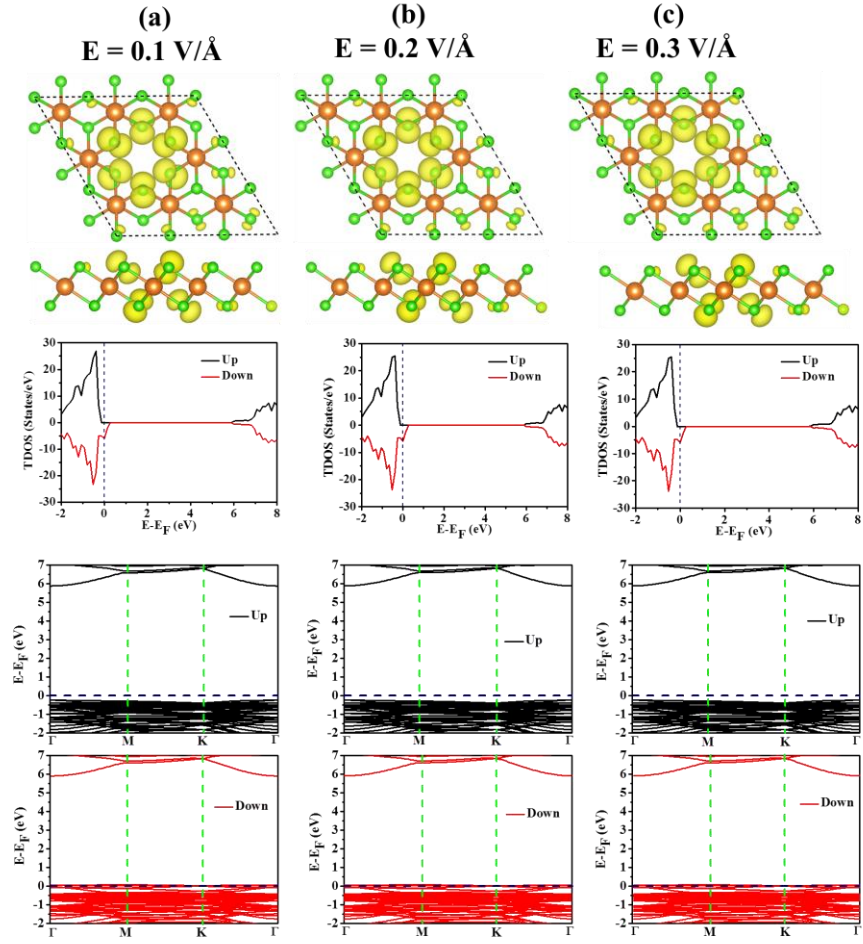 (a) (b) (c)
E = 0.1 V/Å E = 0.2 V/Å E = 0.3 V/Å
30 30 30
20 Up 20 Up 20 Up
10 Down 10 Down 10 Down
0 0 0
-10 -10 -10
-20 -20 -20
-30 -30 -30
TDOS (States/eV) TDOS (States/eV) TDOS (States/eV)
-2 0 2 4 6 8 -2 0 2 4 6 8 -2 0 2 4 6 8
E-EF (eV) E-EF (eV) E-EF (eV)
7 7 7
6 6 6
5 5 5
4 Up 4 4 Up
3 3 Up 3
2 2 2
1 1 1
0 0 0
-1 -1 -1
-2 -2 -2
E-EF (eV) E-EF (eV) E-EF (eV)
Γ M K Γ Γ M K Γ Γ M K Γ
7 7 7
6 6 6
5 5 5
4 Down 4 4 Down
3 3 Down 3
2 2 2
1 1 1
0 0 0
-1 -1 -1
-2 -2 -2
E-EF (eV) E-EF (eV) E-EF (eV)
Γ M K Γ Γ M K Γ Γ M K Γ